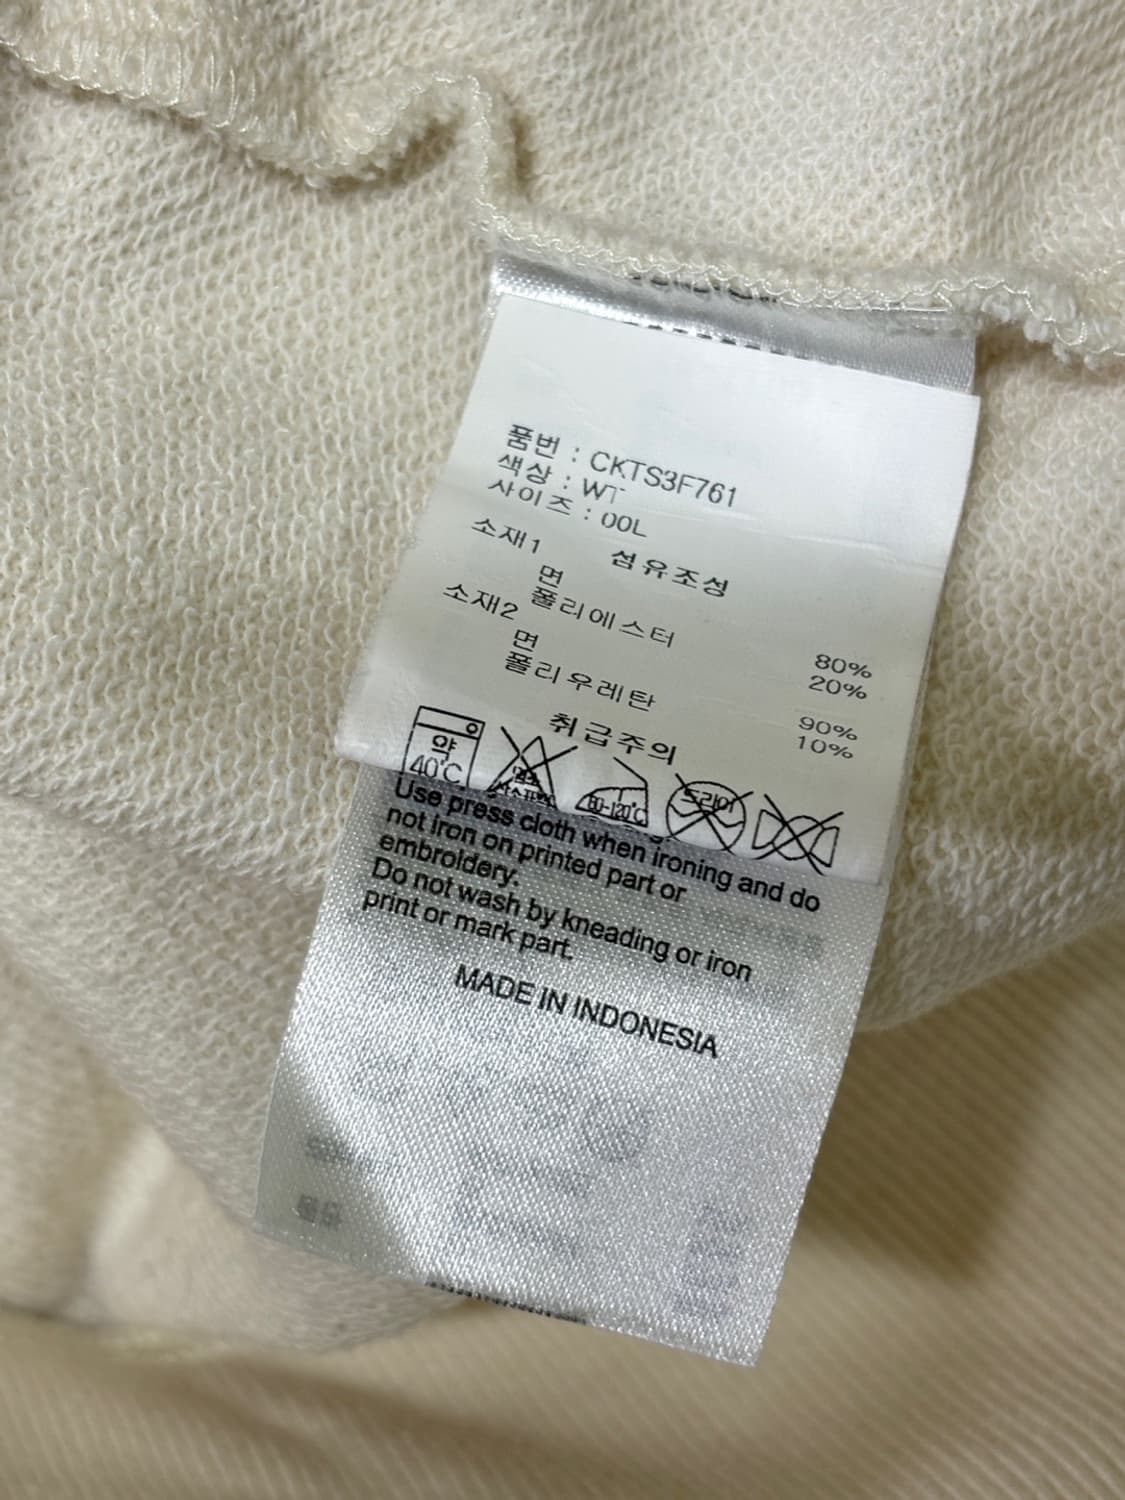 품번 : CKTS3F761
색상 : WT
사이즈 : 00L
소재1 섬유조성
면 80%
폴리에스터 20%
소재2
면 90%
폴리우레탄 10%
취급주의
약
40°C
80-120°C
드라이
Use press cloth when ironing and do
not iron on printed part or
embroidery.
Do not wash by kneading or iron
print or mark part.
MADE IN INDONESIA